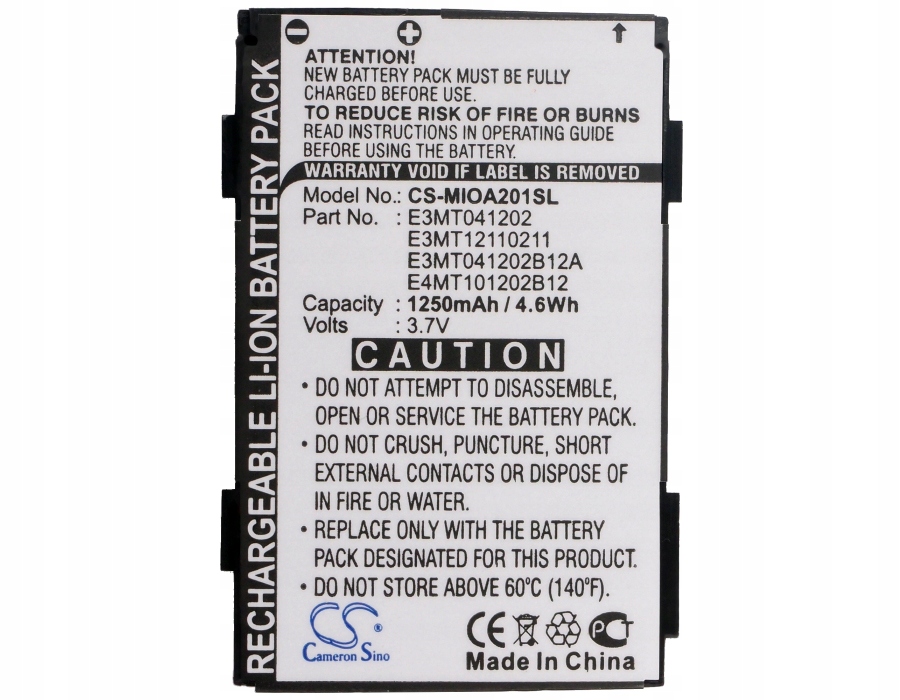 RECHARGEABLE LI-ION BATTERY PACK
ATTENTION!
NEW BATTERY PACK MUST BE FULLY
CHARGED BEFORE USE.
TO REDUCE RISK OF FIRE OR BURNS
READ INSTRUCTIONS IN OPERATING GUIDE
BEFORE USING THE BATTERY.
WARRANTY VOID IF LABEL IS REMOVED
Model No.: CS-MIOA201SL
Part No. : E3MT041202
E3MT12110211
E3MT041202B12A
E4MT101202B12
Capacity : 1250mAh / 4.6Wh
Volts : 3.7V
CAUTION
• DO NOT ATTEMPT TO DISASSEMBLE,
OPEN OR SERVICE THE BATTERY PACK.
• DO NOT CRUSH, PUNCTURE, SHORT
EXTERNAL CONTACTS OR DISPOSE OF
IN FIRE OR WATER.
• REPLACE ONLY WITH THE BATTERY
PACK DESIGNATED FOR THIS PRODUCT.
• DO NOT STORE ABOVE 60°C (140°F).
CS®
Cameron Sino
CE PCT
Made In China